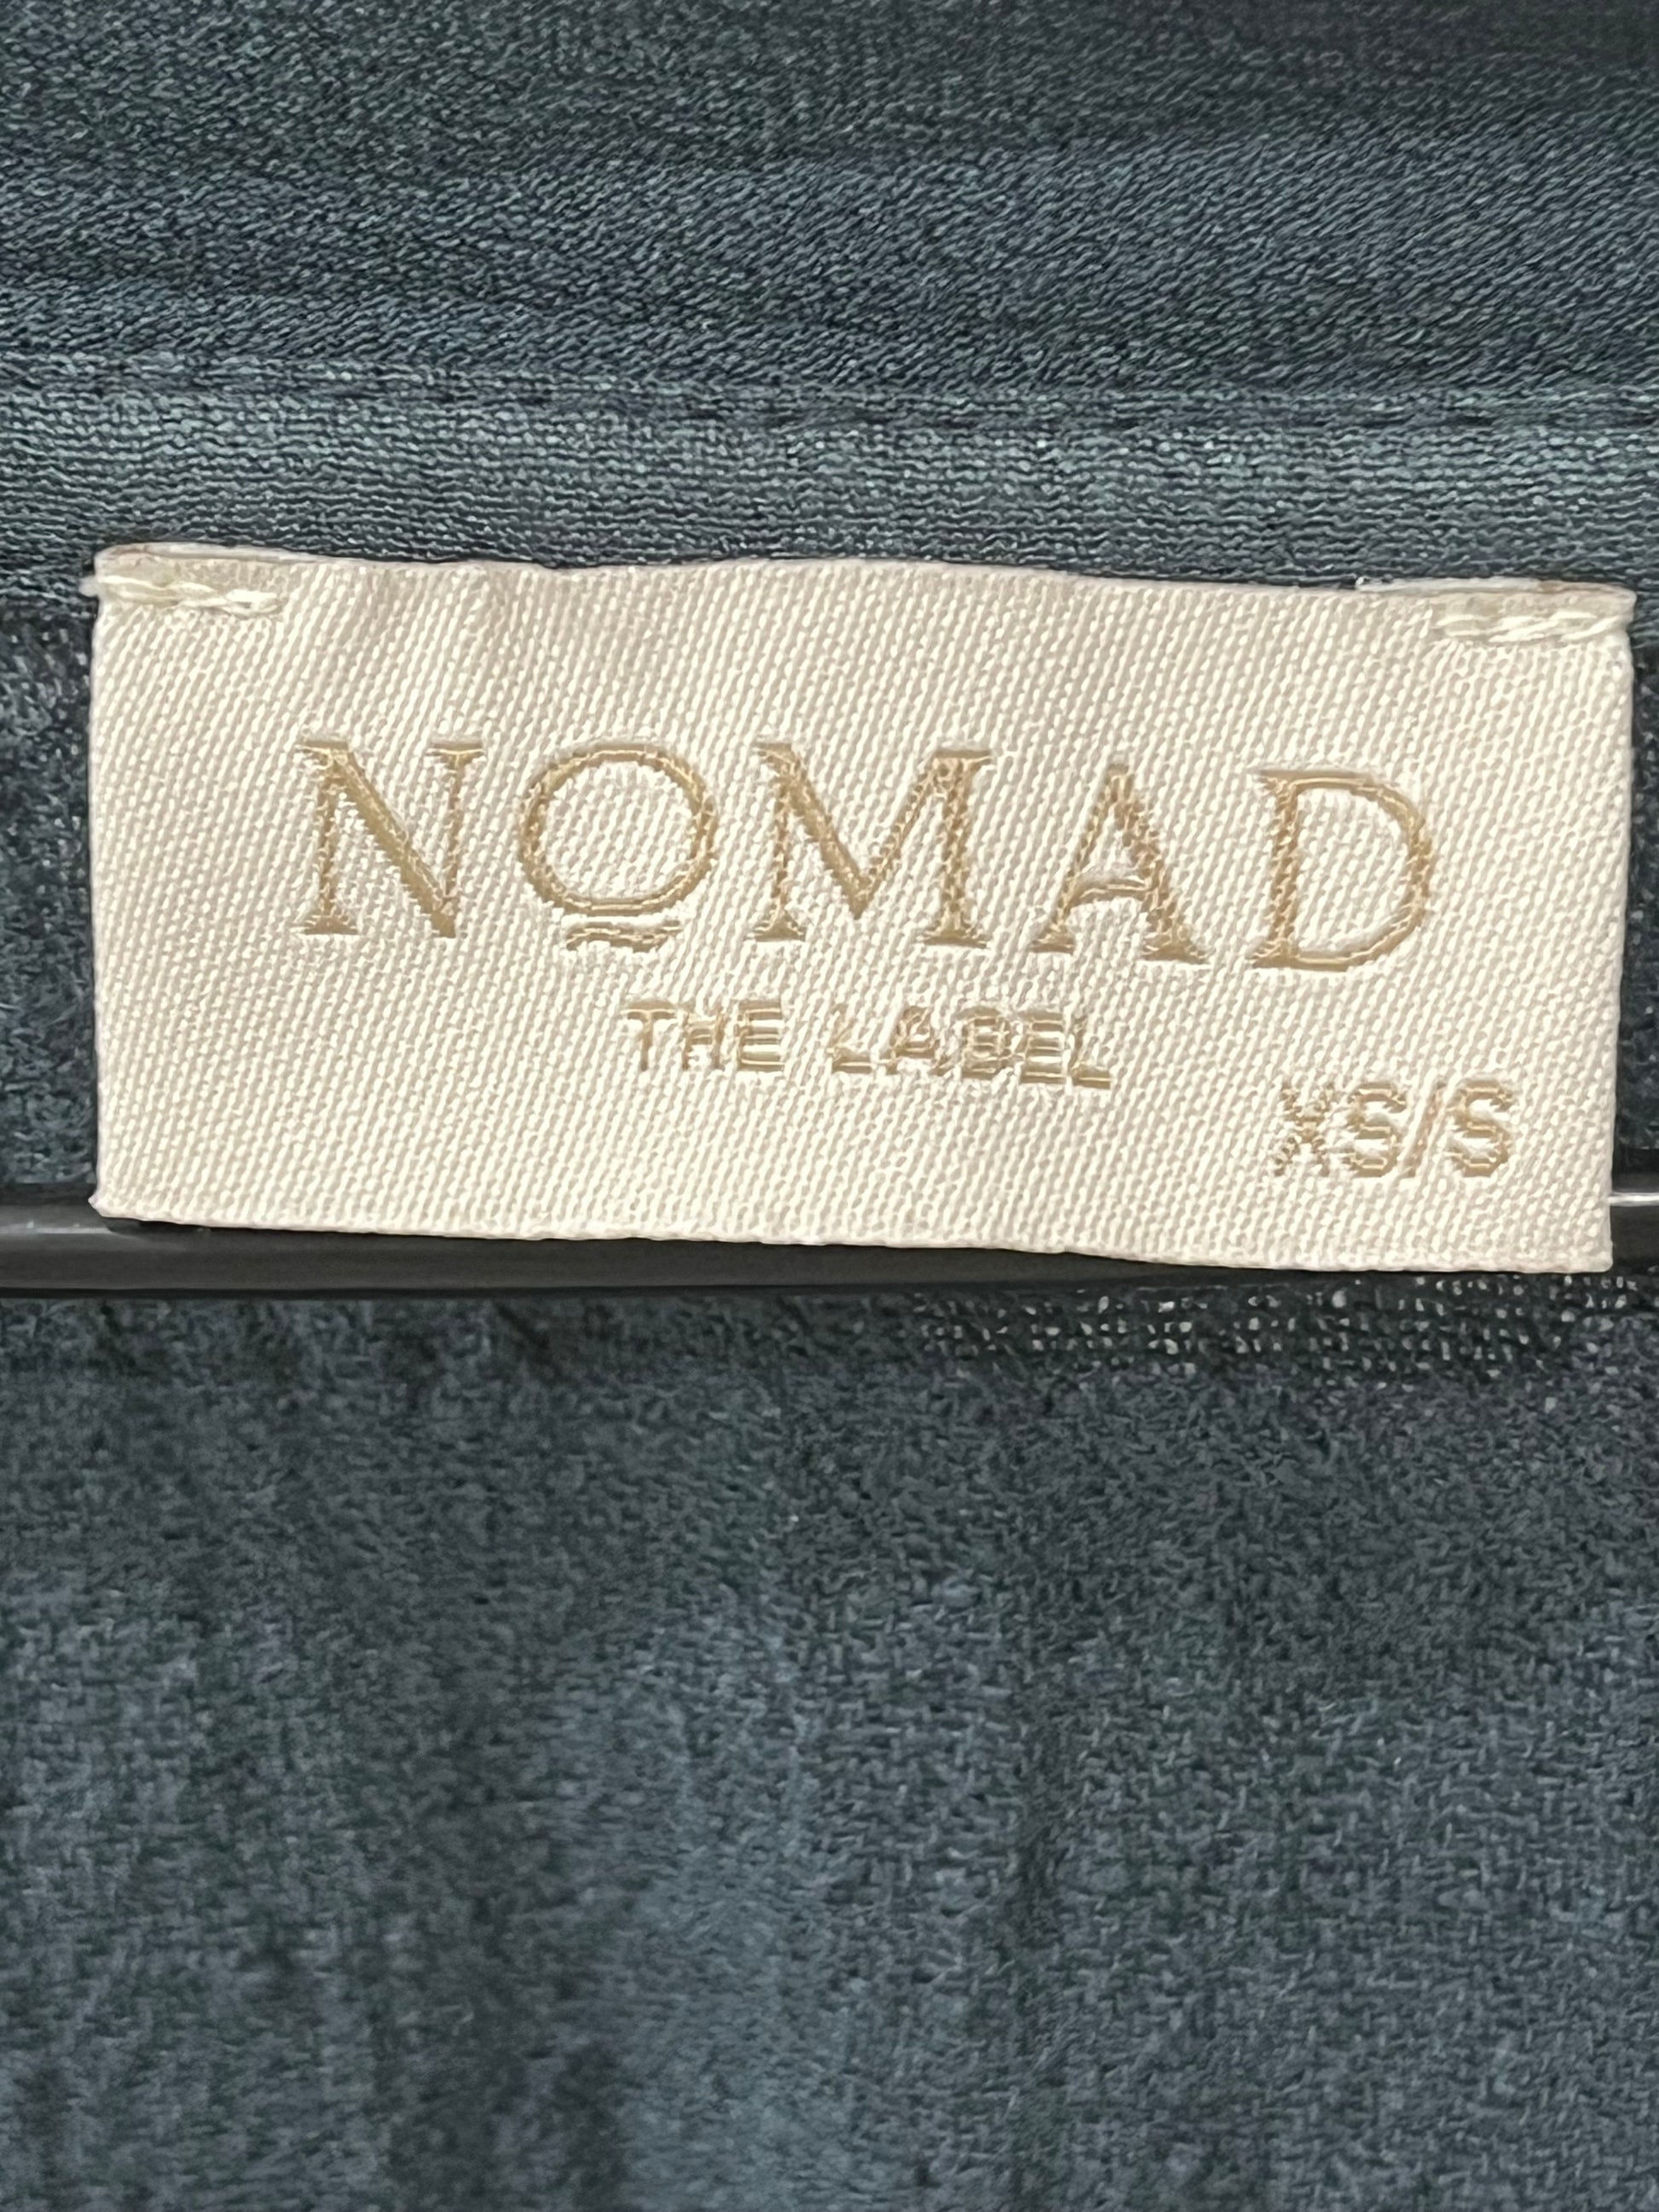 NOMAD
THE LABEL
XS/S